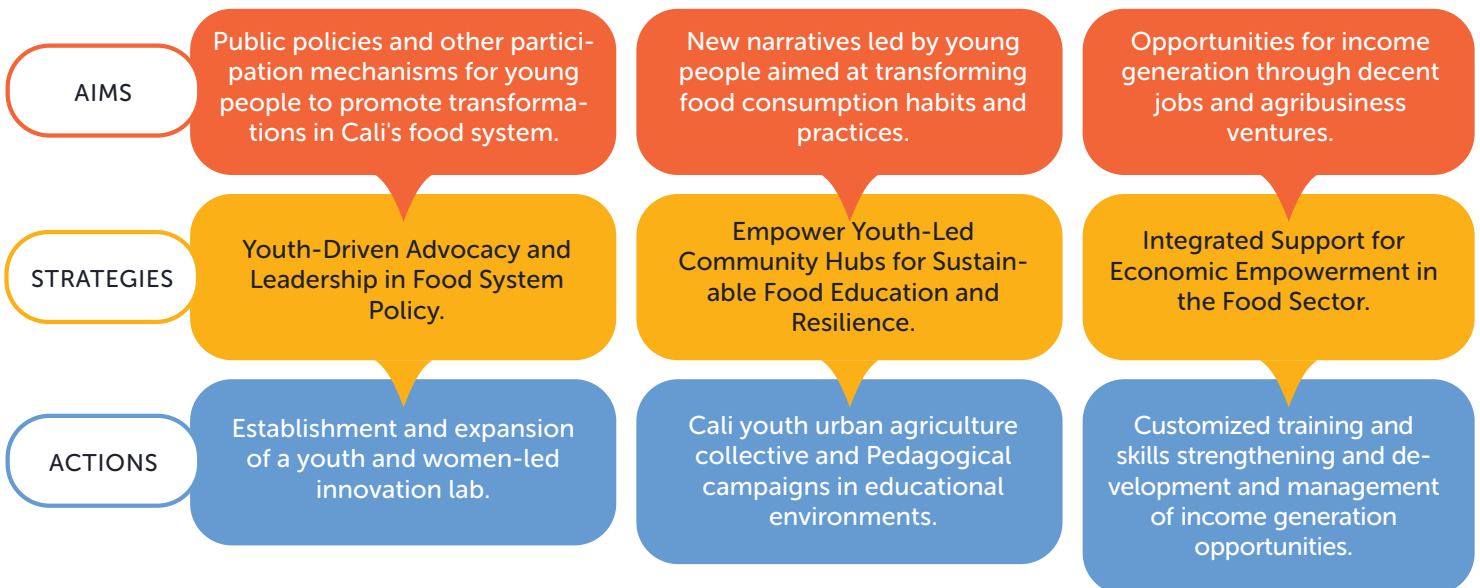 AIMS
Public policies and other partici-
pation mechanisms for young
people to promote transforma-
tions in Cali's food system.
New narratives led by young
people aimed at transforming
food consumption habits and
practices.
Opportunities for income
generation through decent
jobs and agribusiness
ventures.
STRATEGIES
Youth-Driven Advocacy and
Leadership in Food System
Policy.
Empower Youth-Led
Community Hubs for Sustain-
able Food Education and
Resilience.
Integrated Support for
Economic Empowerment in
the Food Sector.
ACTIONS
Establishment and expansion
of a youth and women-led
innovation lab.
Cali youth urban agriculture
collective and Pedagogical
campaigns in educational
environments.
Customized training and
skills strengthening and de-
velopment and management
of income generation
opportunities.